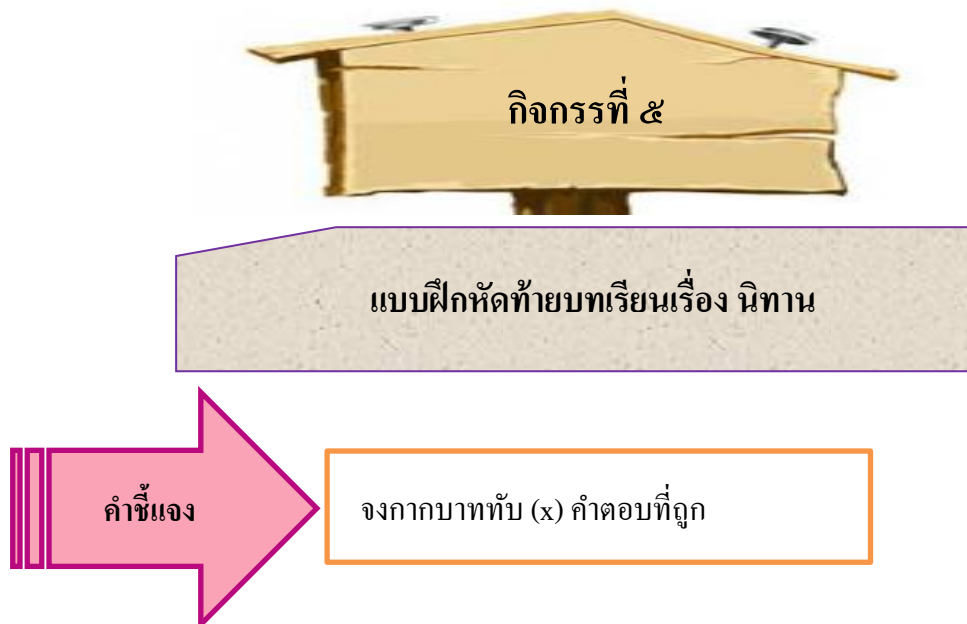 กิจกรรที่ ๕
แบบฝึกหัดท้ายบทเรียนเรื่อง นิทาน
คำชี้แจง
จงกากบาททับ (x) คำตอบที่ถูก